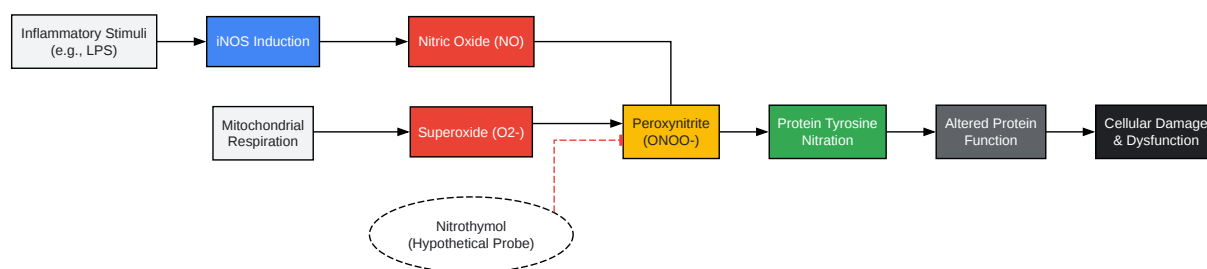 Inflammatory Stimuli
(e.g., LPS)
iNOS Induction
Nitric Oxide (NO)
Mitochondrial
Respiration
Superoxide (O2-)
Peroxynitrite
(ONOO-)
Protein Tyrosine
Nitration
Altered Protein
Function
Cellular Damage
& Dysfunction
Nitrothymol
(Hypothetical Probe)